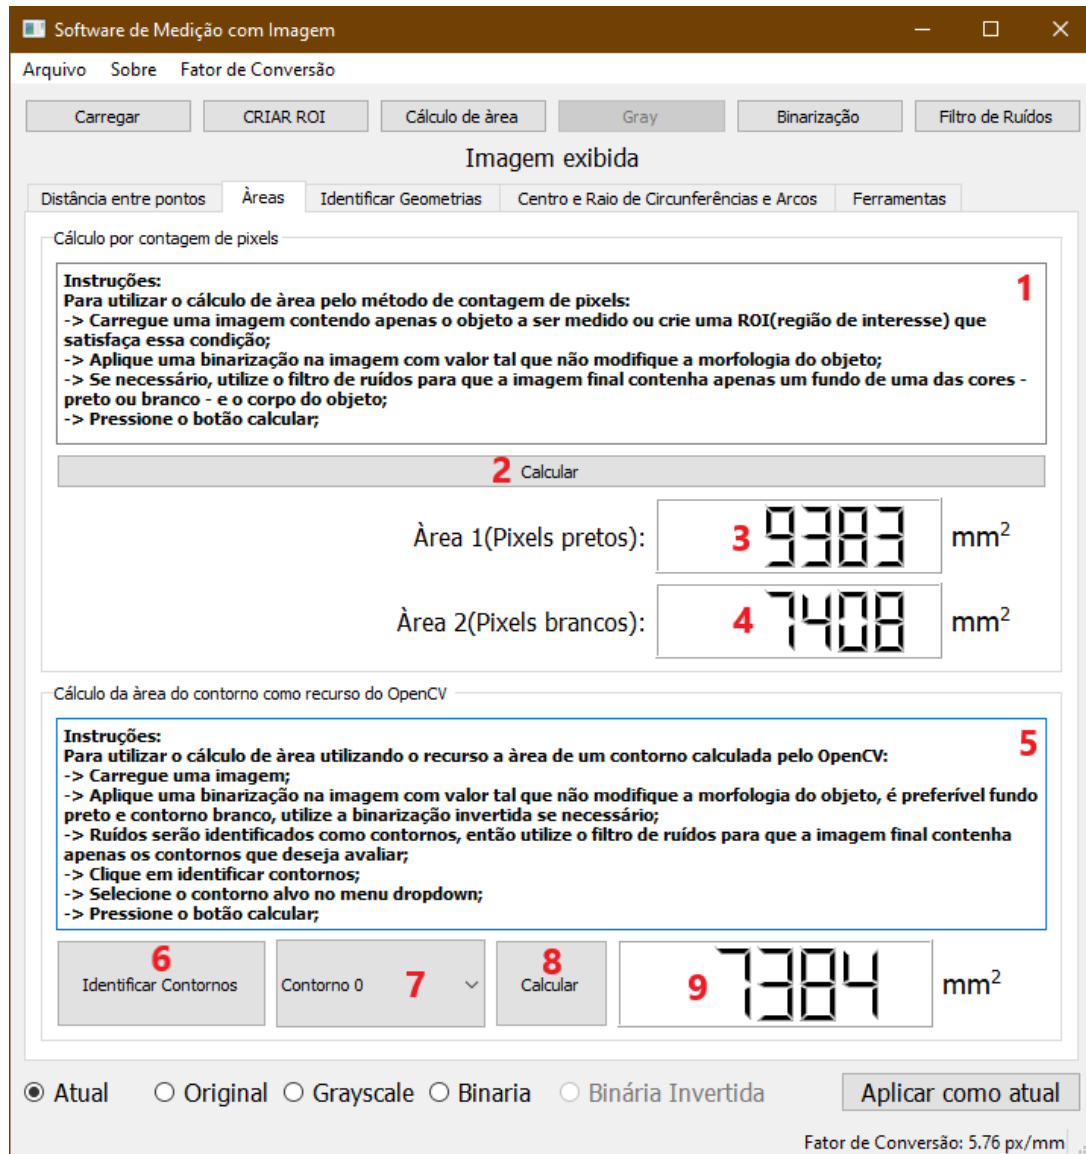 Software de Medição com Imagem
Arquivo Sobre Fator de Conversão
Carregar CRIAR ROI Cálculo de àrea Gray Binarização Filtro de Ruídos
Imagem exibida
Distância entre pontos Àreas Identificar Geometrias Centro e Raio de Circunferências e Arcos Ferramentas
Cálculo por contagem de pixels
Instruções: 1
Para utilizar o cálculo de àrea pelo método de contagem de pixels:
-> Carregue uma imagem contendo apenas o objeto a ser medido ou crie uma ROI(região de interesse) que
satisfaça essa condição;
-> Aplique uma binarização na imagem com valor tal que não modifique a morfologia do objeto;
-> Se necessário, utilize o filtro de ruídos para que a imagem final contenha apenas um fundo de uma das cores -
preto ou branco - e o corpo do objeto;
-> Pressione o botão calcular;
2 Calcular
Àrea 1(Pixels pretos): 3 9383 mm²
Àrea 2(Pixels brancos): 4 7408 mm²
Cálculo da àrea do contorno como recurso do OpenCV
Instruções: 5
Para utilizar o cálculo de àrea utilizando o recurso a àrea de um contorno calculada pelo OpenCV:
-> Carregue uma imagem;
-> Aplique uma binarização na imagem com valor tal que não modifique a morfologia do objeto, é preferível fundo
preto e contorno branco, utilize a binarização invertida se necessário;
-> Ruídos serão identificados como contornos, então utilize o filtro de ruídos para que a imagem final contenha
apenas os contornos que deseja avaliar;
-> Clique em identificar contornos;
-> Selecione o contorno alvo no menu dropdown;
-> Pressione o botão calcular;
6 Identificar Contornos Contorno 0 7 8 Calcular 9 7384 mm²
Atual Original Grayscale Binaria Binária Invertida Aplicar como atual
Fator de Conversão: 5.76 px/mm